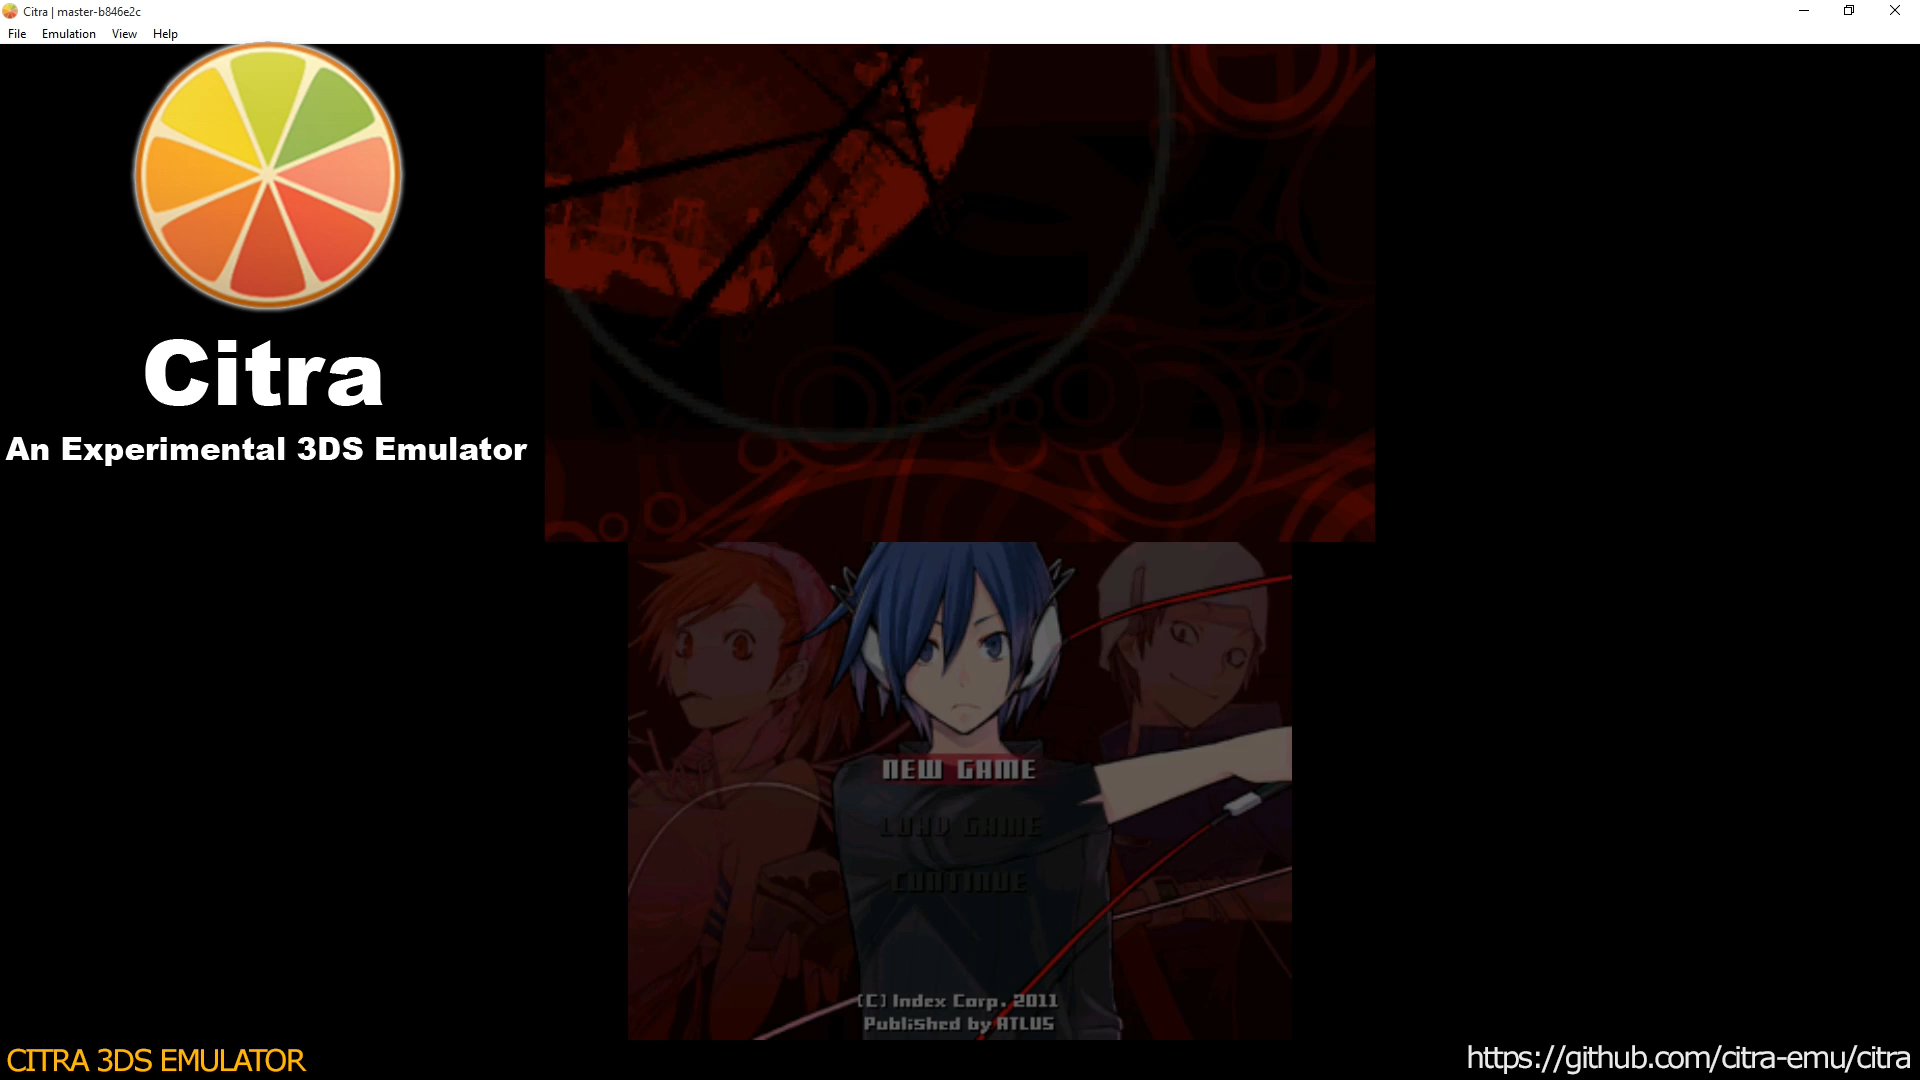 Citra | master-b846e2c
File Emulation View Help
Citra
An Experimental 3DS Emulator
NEW GAME
LOAD GAME
CONTINUE
(C) Index Corp. 2011
Published by ATLUS
CITRA 3DS EMULATOR
https://github.com/citra-emu/citra